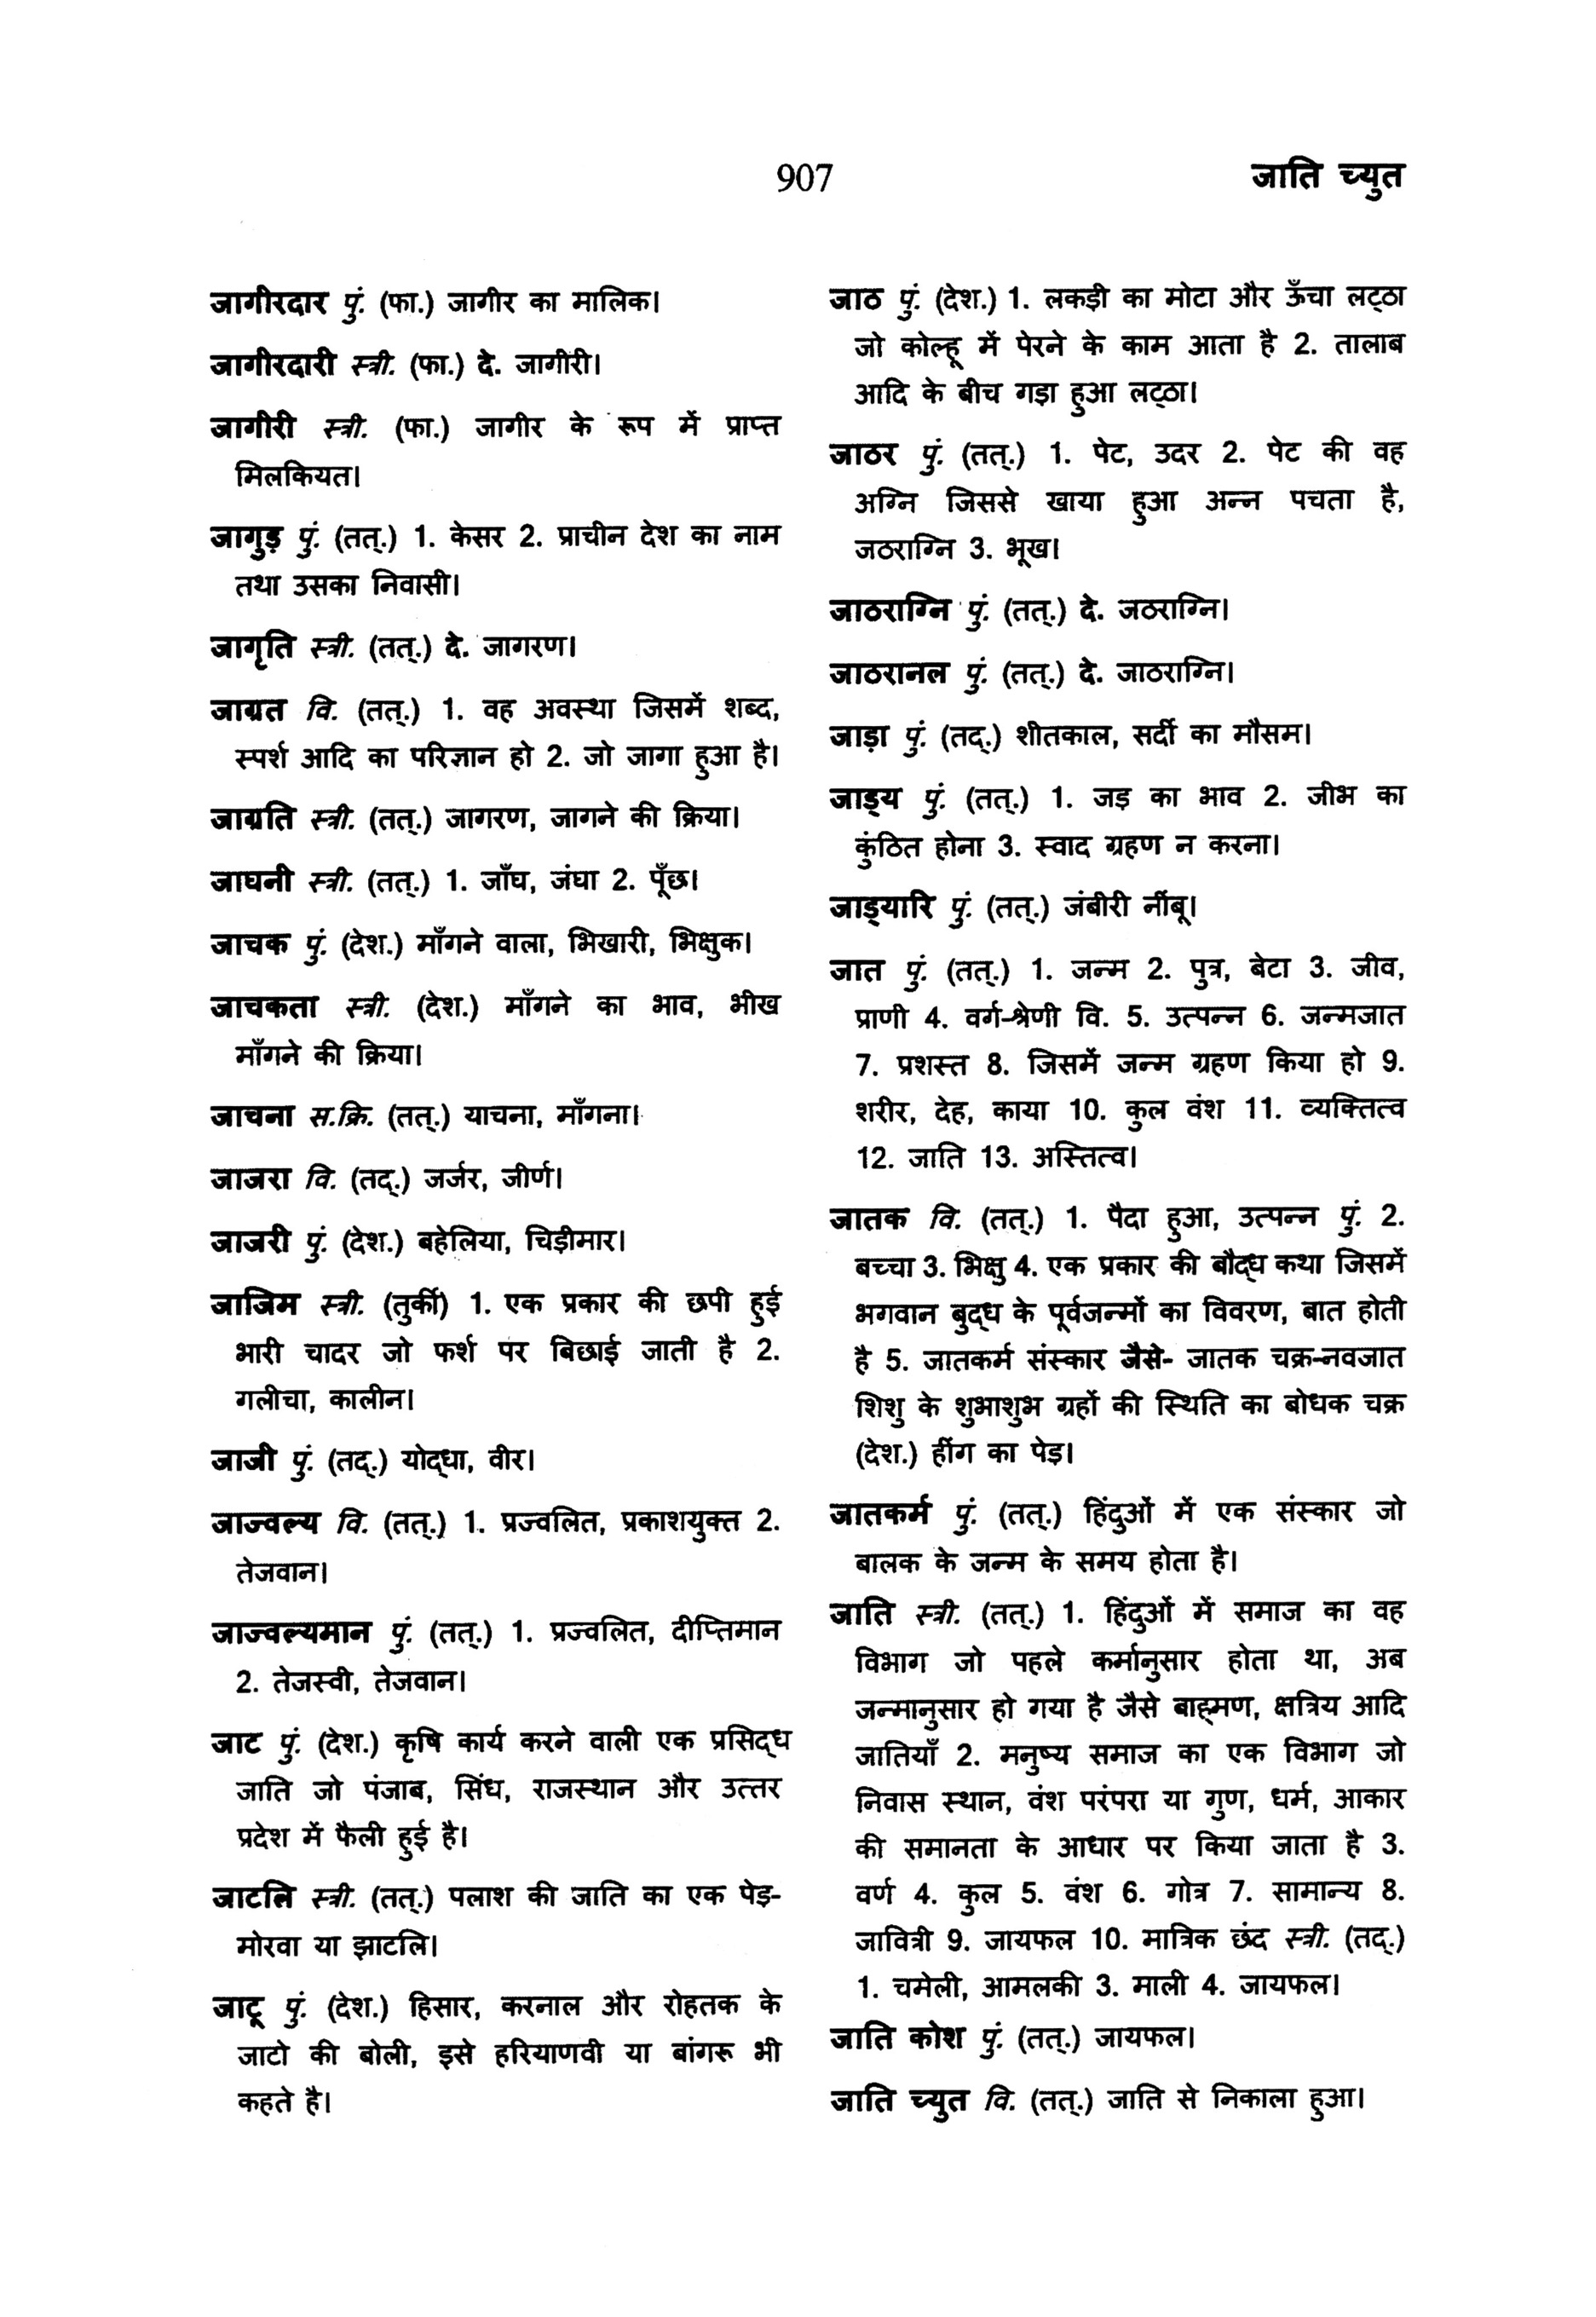 907
जाति च्युत
जागीरदार पुं. (फा.) जागीर का मालिक।
जागीरदारी स्त्री. (फा.) दे. जागीरी।
जागीरी स्त्री. (फा.) जागीर के रूप में प्राप्त
मिलकियत।
जागुड़ पुं. (तत्.) 1. केसर 2. प्राचीन देश का नाम
तथा उसका निवासी।
जागृति स्त्री. (तत्.) दे. जागरण।
जाग्रत वि. (तत्.) 1. वह अवस्था जिसमें शब्द,
स्पर्श आदि का परिज्ञान हो 2. जो जागा हुआ है।
जाग्रति स्त्री. (तत्.) जागरण, जागने की क्रिया।
जाघनी स्त्री. (तत्.) 1. जाँघ, जंघा 2. पूँछ।
जाचक पुं. (देश.) माँगने वाला, भिखारी, भिक्षुक।
जाचकता स्त्री. (देश.) माँगने का भाव, भीख
माँगने की क्रिया।
जाचना स.क्रि. (तत्.) याचना, माँगना।
जाजरा वि. (तद्.) जर्जर, जीर्ण।
जाजरी पुं. (देश.) बहेलिया, चिड़ीमार।
जाजिम स्त्री. (तुर्की) 1. एक प्रकार की छपी हुई
भारी चादर जो फर्श पर बिछाई जाती है 2.
गलीचा, कालीन।
जाजी पुं. (तद्.) योद्धा, वीर।
जाज्वल्य वि. (तत्.) 1. प्रज्वलित, प्रकाशयुक्त 2.
तेजवान।
जाज्वल्यमान पुं. (तत्.) 1. प्रज्वलित, दीप्तिमान
2. तेजस्वी, तेजवान।
जाट पुं. (देश.) कृषि कार्य करने वाली एक प्रसिद्ध
जाति जो पंजाब, सिंध, राजस्थान और उत्तर
प्रदेश में फैली हुई है।
जाटलि स्त्री. (तत्.) पलाश की जाति का एक पेड़-
मोरवा या झाटलि।
जाटू पुं. (देश.) हिसार, करनाल और रोहतक के
जाटो की बोली, इसे हरियाणवी या बांगरू भी
कहते है।
जाठ पुं. (देश.) 1. लकड़ी का मोटा और ऊँचा लट्ठा
जो कोल्हू में पेरने के काम आता है 2. तालाब
आदि के बीच गड़ा हुआ लट्ठा।
जाठर पुं. (तत्.) 1. पेट, उदर 2. पेट की वह
अग्नि जिससे खाया हुआ अन्न पचता है,
जठराग्नि 3. भूख।
जाठराग्नि पुं. (तत्.) दे. जठराग्नि।
जाठरानल पुं. (तत्.) दे. जाठराग्नि।
जाड़ा पुं. (तद्.) शीतकाल, सर्दी का मौसम।
जाड्य पुं. (तत्.) 1. जड़ का भाव 2. जीभ का
कुंठित होना 3. स्वाद ग्रहण न करना।
जाड्यारि पुं. (तत्.) जंबीरी नींबू।
जात पुं. (तत्.) 1. जन्म 2. पुत्र, बेटा 3. जीव,
प्राणी 4. वर्ग-श्रेणी वि. 5. उत्पन्न 6. जन्मजात
7. प्रशस्त 8. जिसमें जन्म ग्रहण किया हो 9.
शरीर, देह, काया 10. कुल वंश 11. व्यक्तित्व
12. जाति 13. अस्तित्व।
जातक वि. (तत्.) 1. पैदा हुआ, उत्पन्न पुं. 2.
बच्चा 3. भिक्षु 4. एक प्रकार की बौद्ध कथा जिसमें
भगवान बुद्ध के पूर्वजन्मों का विवरण, बात होती
है 5. जातकर्म संस्कार जैसे- जातक चक्र-नवजात
शिशु के शुभाशुभ ग्रहों की स्थिति का बोधक चक्र
(देश.) हींग का पेड़।
जातकर्म पुं. (तत्.) हिंदुओं में एक संस्कार जो
बालक के जन्म के समय होता है।
जाति स्त्री. (तत्.) 1. हिंदुओं में समाज का वह
विभाग जो पहले कर्मानुसार होता था, अब
जन्मानुसार हो गया है जैसे बाह्मण, क्षत्रिय आदि
जातियाँ 2. मनुष्य समाज का एक विभाग जो
निवास स्थान, वंश परंपरा या गुण, धर्म, आकार
की समानता के आधार पर किया जाता है 3.
वर्ण 4. कुल 5. वंश 6. गोत्र 7. सामान्य 8.
जावित्री 9. जायफल 10. मात्रिक छंद स्त्री. (तद्.)
1. चमेली, आमलकी 3. माली 4. जायफल।
जाति कोश पुं. (तत्.) जायफल।
जाति च्युत वि. (तत्.) जाति से निकाला हुआ।